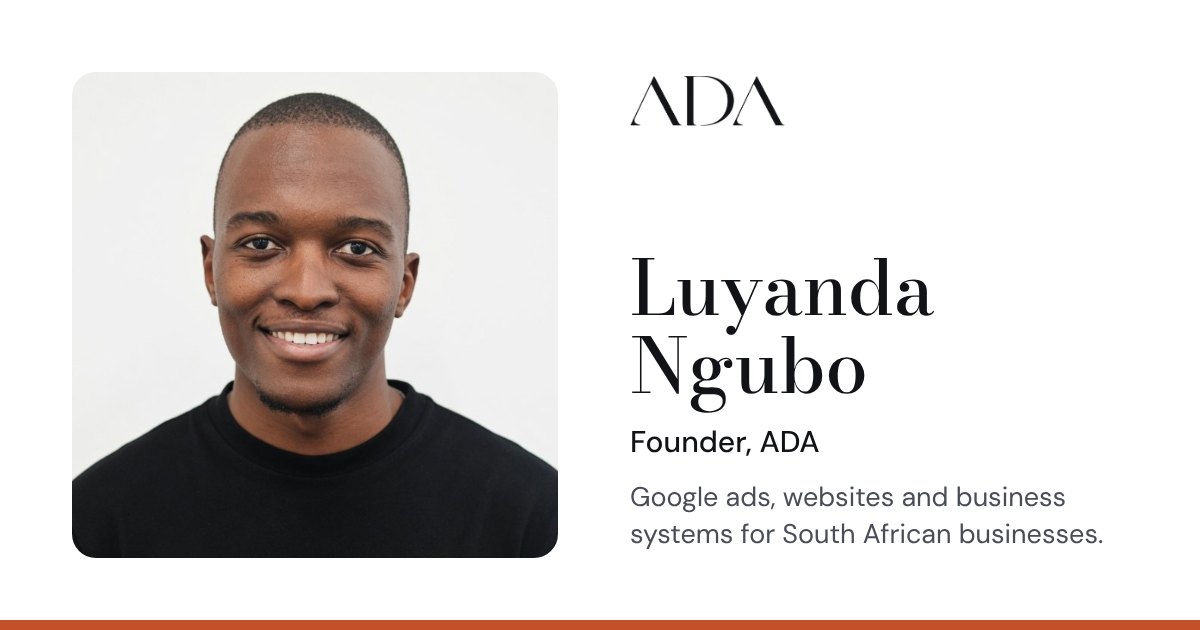 ADA
Luyanda
Ngubo
Founder, ADA
Google ads, websites and business
systems for South African businesses.